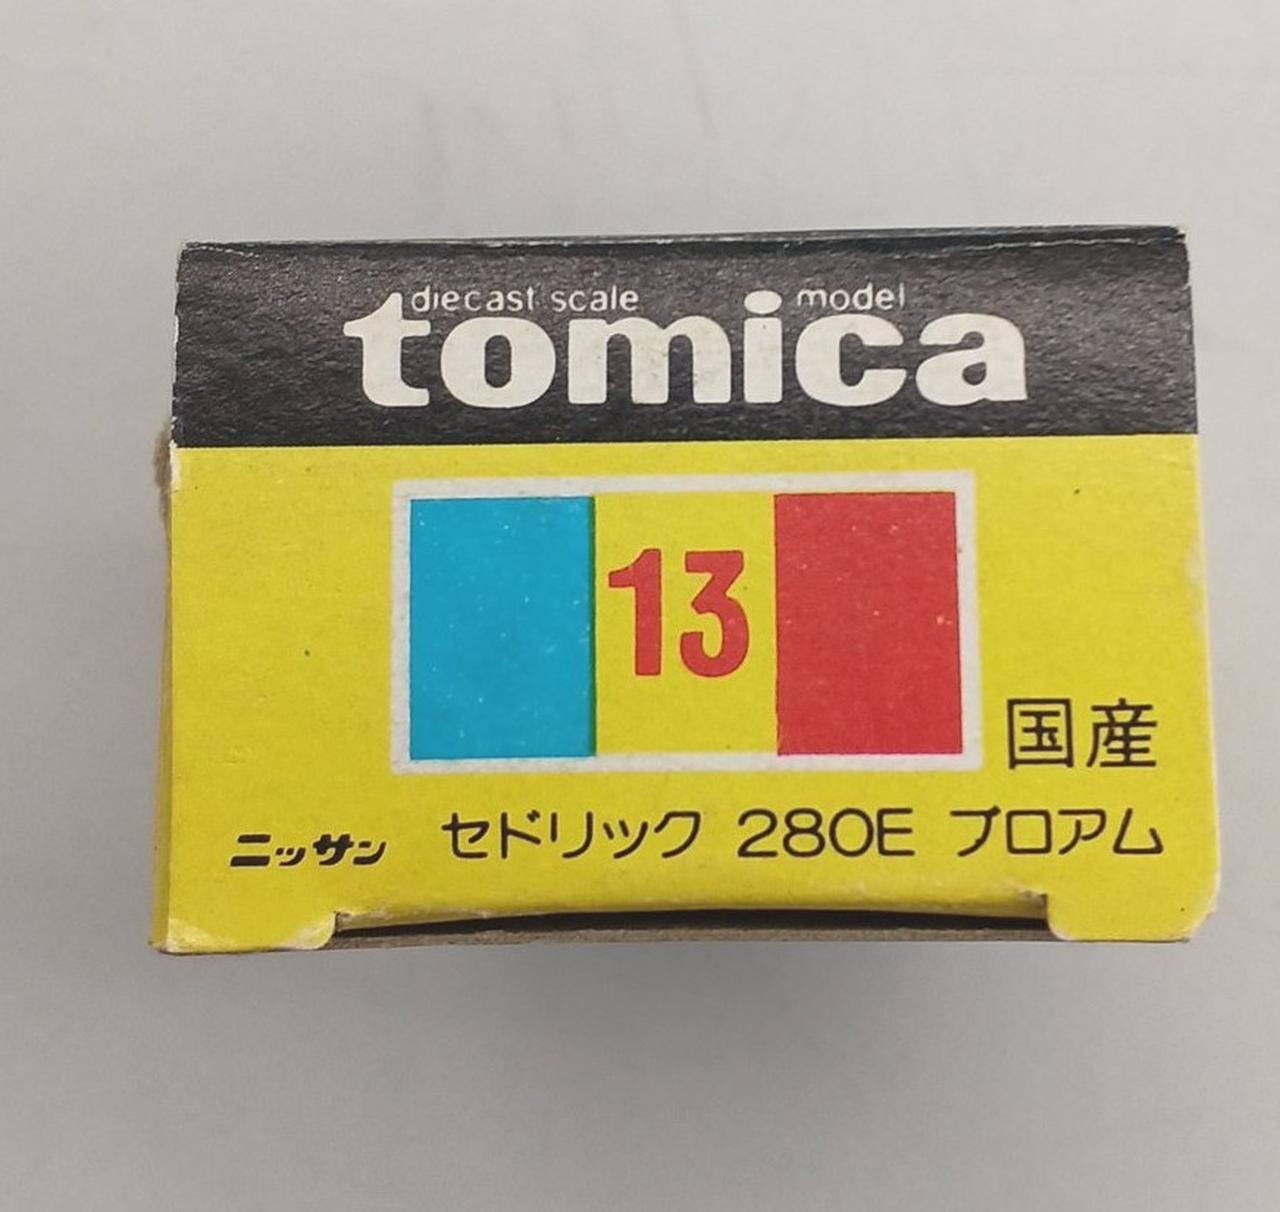 diecast scale model
tomica
13
国産
ニッサン セドリック 280E ブロアム